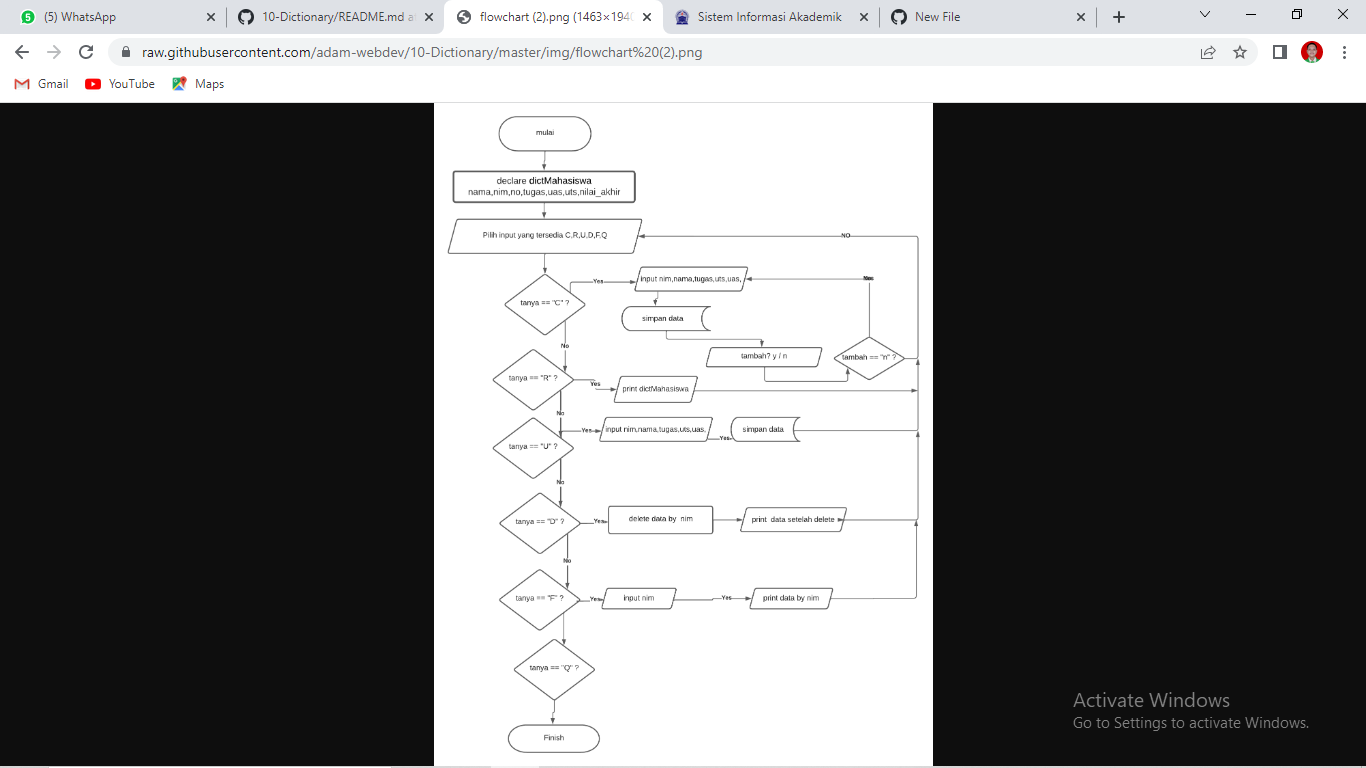 (5) WhatsApp
10-Dictionary/README.md a
flowchart (2).png (1463×194
Sistem Informasi Akademik
New File
raw.githubusercontent.com/adam-webdev/10-Dictionary/master/img/flowchart%20(2).png
Gmail
YouTube
Maps
mulai
declare dictMahasiswa
nama,nim,no,tugas,uas,uts,nilai_akhir
Pilih input yang tersedia C,R,U,D,F,Q
NO
tanya == "C" ?
Yes
input nim,nama,tugas,uts,uas,
simpan data
tambah? y / n
tambah == "n" ?
No
tanya == "R" ?
Yes
print dictMahasiswa
No
tanya == "U" ?
Yes
input nim,nama,tugas,uts,uas,
Yes
simpan data
No
tanya == "D" ?
Yes
delete data by nim
print data setelah delete
No
tanya == "F" ?
Yes
input nim
Yes
print data by nim
tanya == "Q" ?
Finish
Activate Windows
Go to Settings to activate Windows.